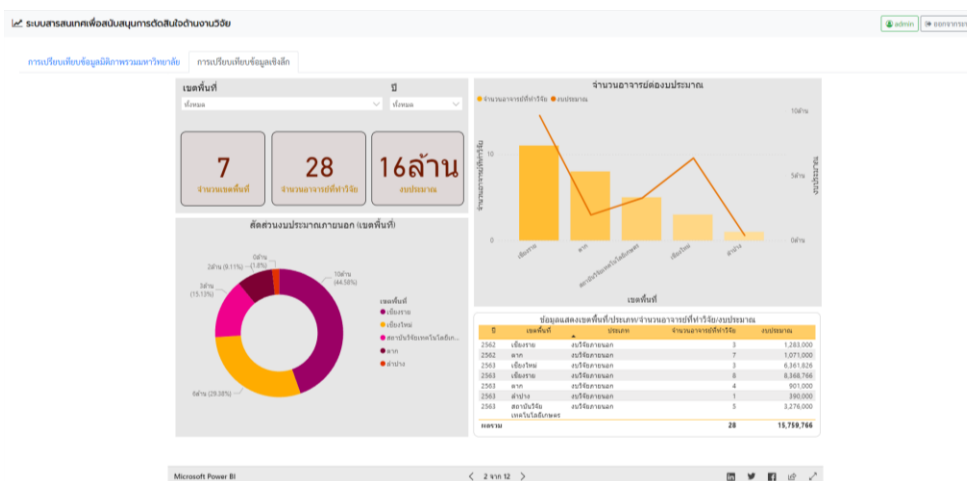 ระบบสารสนเทศเพื่อสนับสนุนการตัดสินใจด้านงานวิจัย
admin
การเปรียบเทียบข้อมูลมิติภาพรวมมหาวิทยาลัย การเปรียบเทียบข้อมูลเชิงลึก
เขตพื้นที่ ปี
ทั้งหมด ทั้งหมด
7 28 16ล้าน
จำนวนเขตพื้นที่ จำนวนอาจารย์ที่ทำวิจัย งบประมาณ
จำนวนอาจารย์ต่องบประมาณ
จำนวนอาจารย์ที่ทำวิจัย งบประมาณ
จำนวนอาจารย์ที่ทำวิจัย
10
0
10ล้าน
5ล้าน
0ล้าน
งบประมาณ
เชียงราย
ตาก
สถาบันวิจัยเทคโนโลยีเกษตร
เชียงใหม่
ลำปาง
เขตพื้นที่
สัดส่วนงบประมาณภายนอก (เขตพื้นที่)
0ล้าน
(1.8%)
2ล้าน (9.11%)
3ล้าน
(15.13%)
(44.58%)
เขตพื้นที่
เชียงราย
เชียงใหม่
สถาบันวิจัยเทคโนโลยีเก...
ตาก
ลำปาง
ข้อมูลแสดงเขตพื้นที่/ประเภท/จำนวนอาจารย์ที่ทำวิจัย/งบประมาณ
ปี เขตพื้นที่ ประเภท จำนวนอาจารย์ที่ทำวิจัย งบประมาณ
2562 เชียงราย งบวิจัยภายนอก 3 1,283,000
2562 ตาก งบวิจัยภายนอก 7 1,071,000
2563 เชียงใหม่ งบวิจัยภายนอก 3
2563 เชียงราย งบวิจัยภายนอก 8
2563 ตาก งบวิจัยภายนอก 4 901,000
2563 ลำปาง งบวิจัยภายนอก 1 390,000
2563 สถาบันวิจัย งบวิจัยภายนอก 5 3,276,000
เทคโนโลยีเกษตร
ผลรวม 28 15,759,766
Microsoft Power BI 2 จาก 12